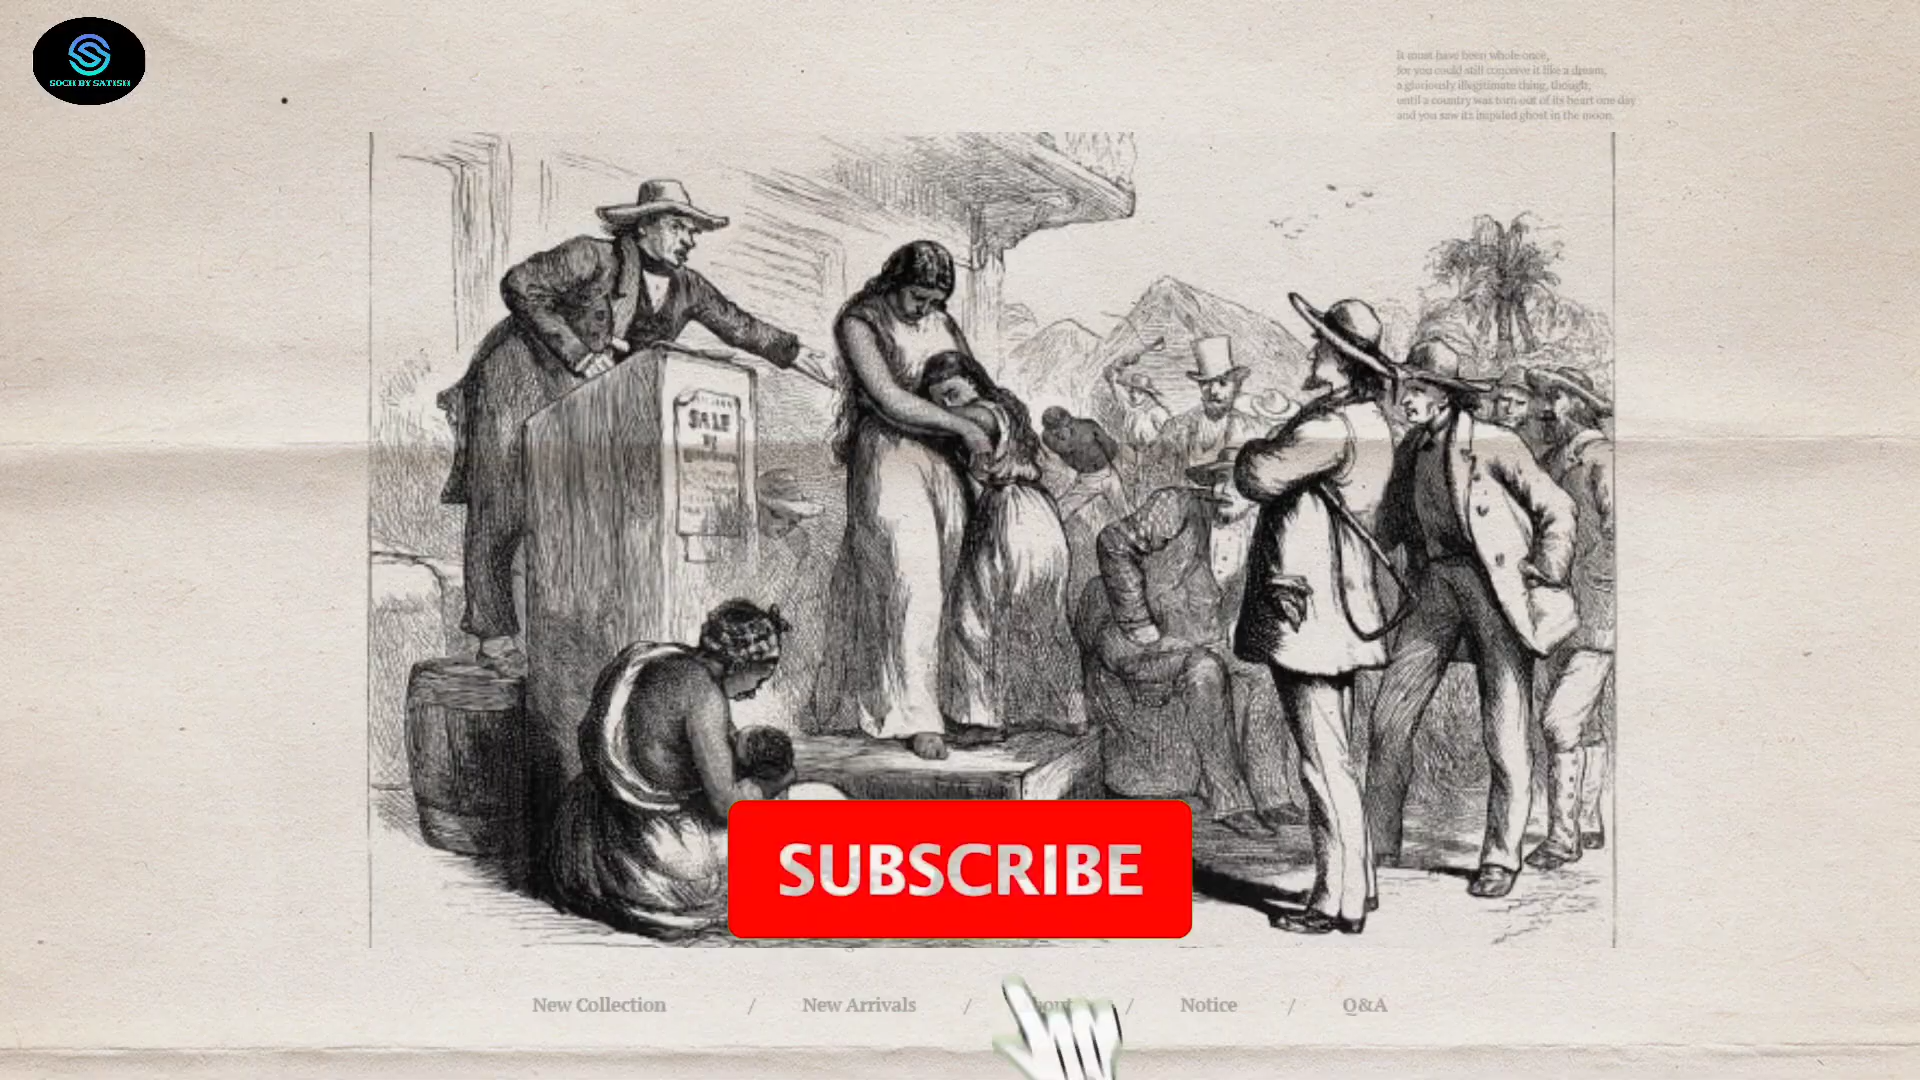 SOCH BY SATISH
It must have been whole once,
for you could still conceive it like a dream,
a gloriously illegitimate thing, though,
until a country was torn out of its heart one day
and you saw its impaled ghost in the moon.
SALE
SUBSCRIBE
New Collection / New Arrivals / / Notice / Q&A